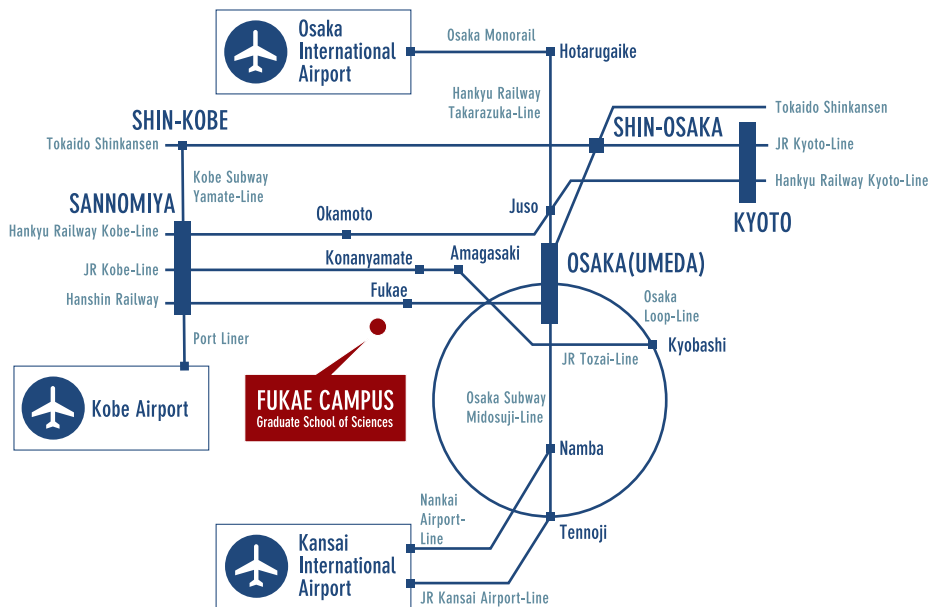 Osaka
International
Airport
Osaka Monorail
Hotarugaike
Hankyu Railway
Takarazuka-Line
SHIN-KOBE
Tokaido Shinkansen
Kobe Subway
Yamate-Line
SHIN-OSAKA
Tokaido Shinkansen
JR Kyoto-Line
Hankyu Railway Kyoto-Line
KYOTO
SANNOMIYA
Hankyu Railway Kobe-Line
Okamoto
Juso
JR Kobe-Line
Konanyamate
Amagasaki
OSAKA(UMEDA)
Hanshin Railway
Fukae
Osaka
Loop-Line
Port Liner
Kyobashi
JR Tozai-Line
Kobe Airport
FUKAE CAMPUS
Graduate School of Sciences
Osaka Subway
Midosuji-Line
Namba
Nankai
Airport-
Line
Tennoji
Kansai
International
Airport
JR Kansai Airport-Line